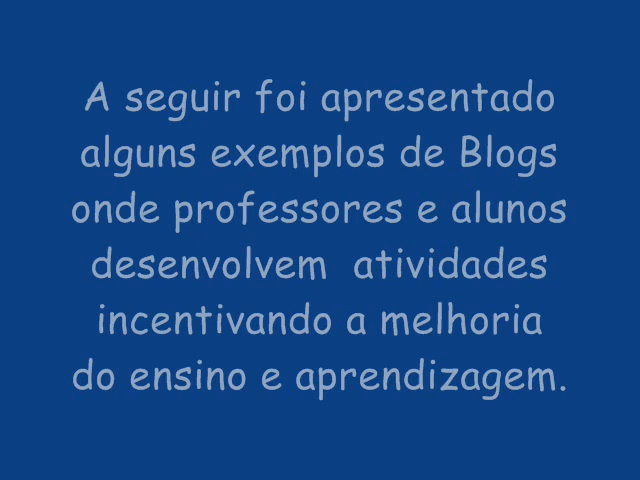 A seguir foi apresentado
alguns exemplos de Blogs
onde professores e alunos
desenvolvem atividades
incentivando a melhoria
do ensino e aprendizagem.